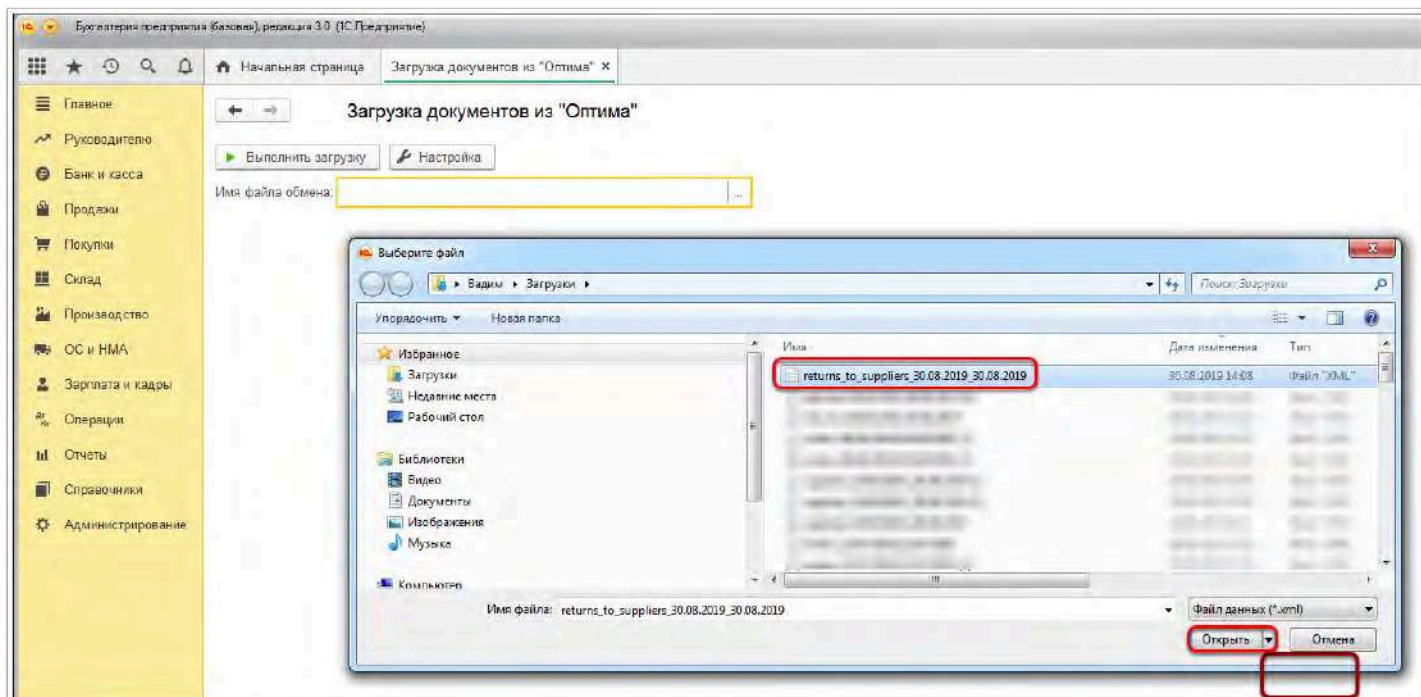 Бухгалтерия предприятия (базовая), редакция 3.0 (1С:Предприятие)
Начальная страница
Загрузка документов из "Оптима" ×
Главное
Руководителю
Банк и касса
Продажи
Покупки
Склад
Производство
ОС и НМА
Зарплата и кадры
Операции
Отчеты
Справочники
Администрирование
Загрузка документов из "Оптима"
Выполнить загрузку
Настройка
Имя файла обмена:
...
Выберите файл
Вадим
Загрузки
Поиск: Загрузки
Упорядочить
Новая папка
Избранное
Загрузки
Недавние места
Рабочий стол
Библиотеки
Видео
Документы
Изображения
Музыка
Компьютер
Имя
Дата изменения
Тип
returns_to_suppliers_30.08.2019_30.08.2019
30.08.2019 14:08
Файл "XML"
Имя файла: returns_to_suppliers_30.08.2019_30.08.2019
Файл данных (*.xml)
Открыть
Отмена